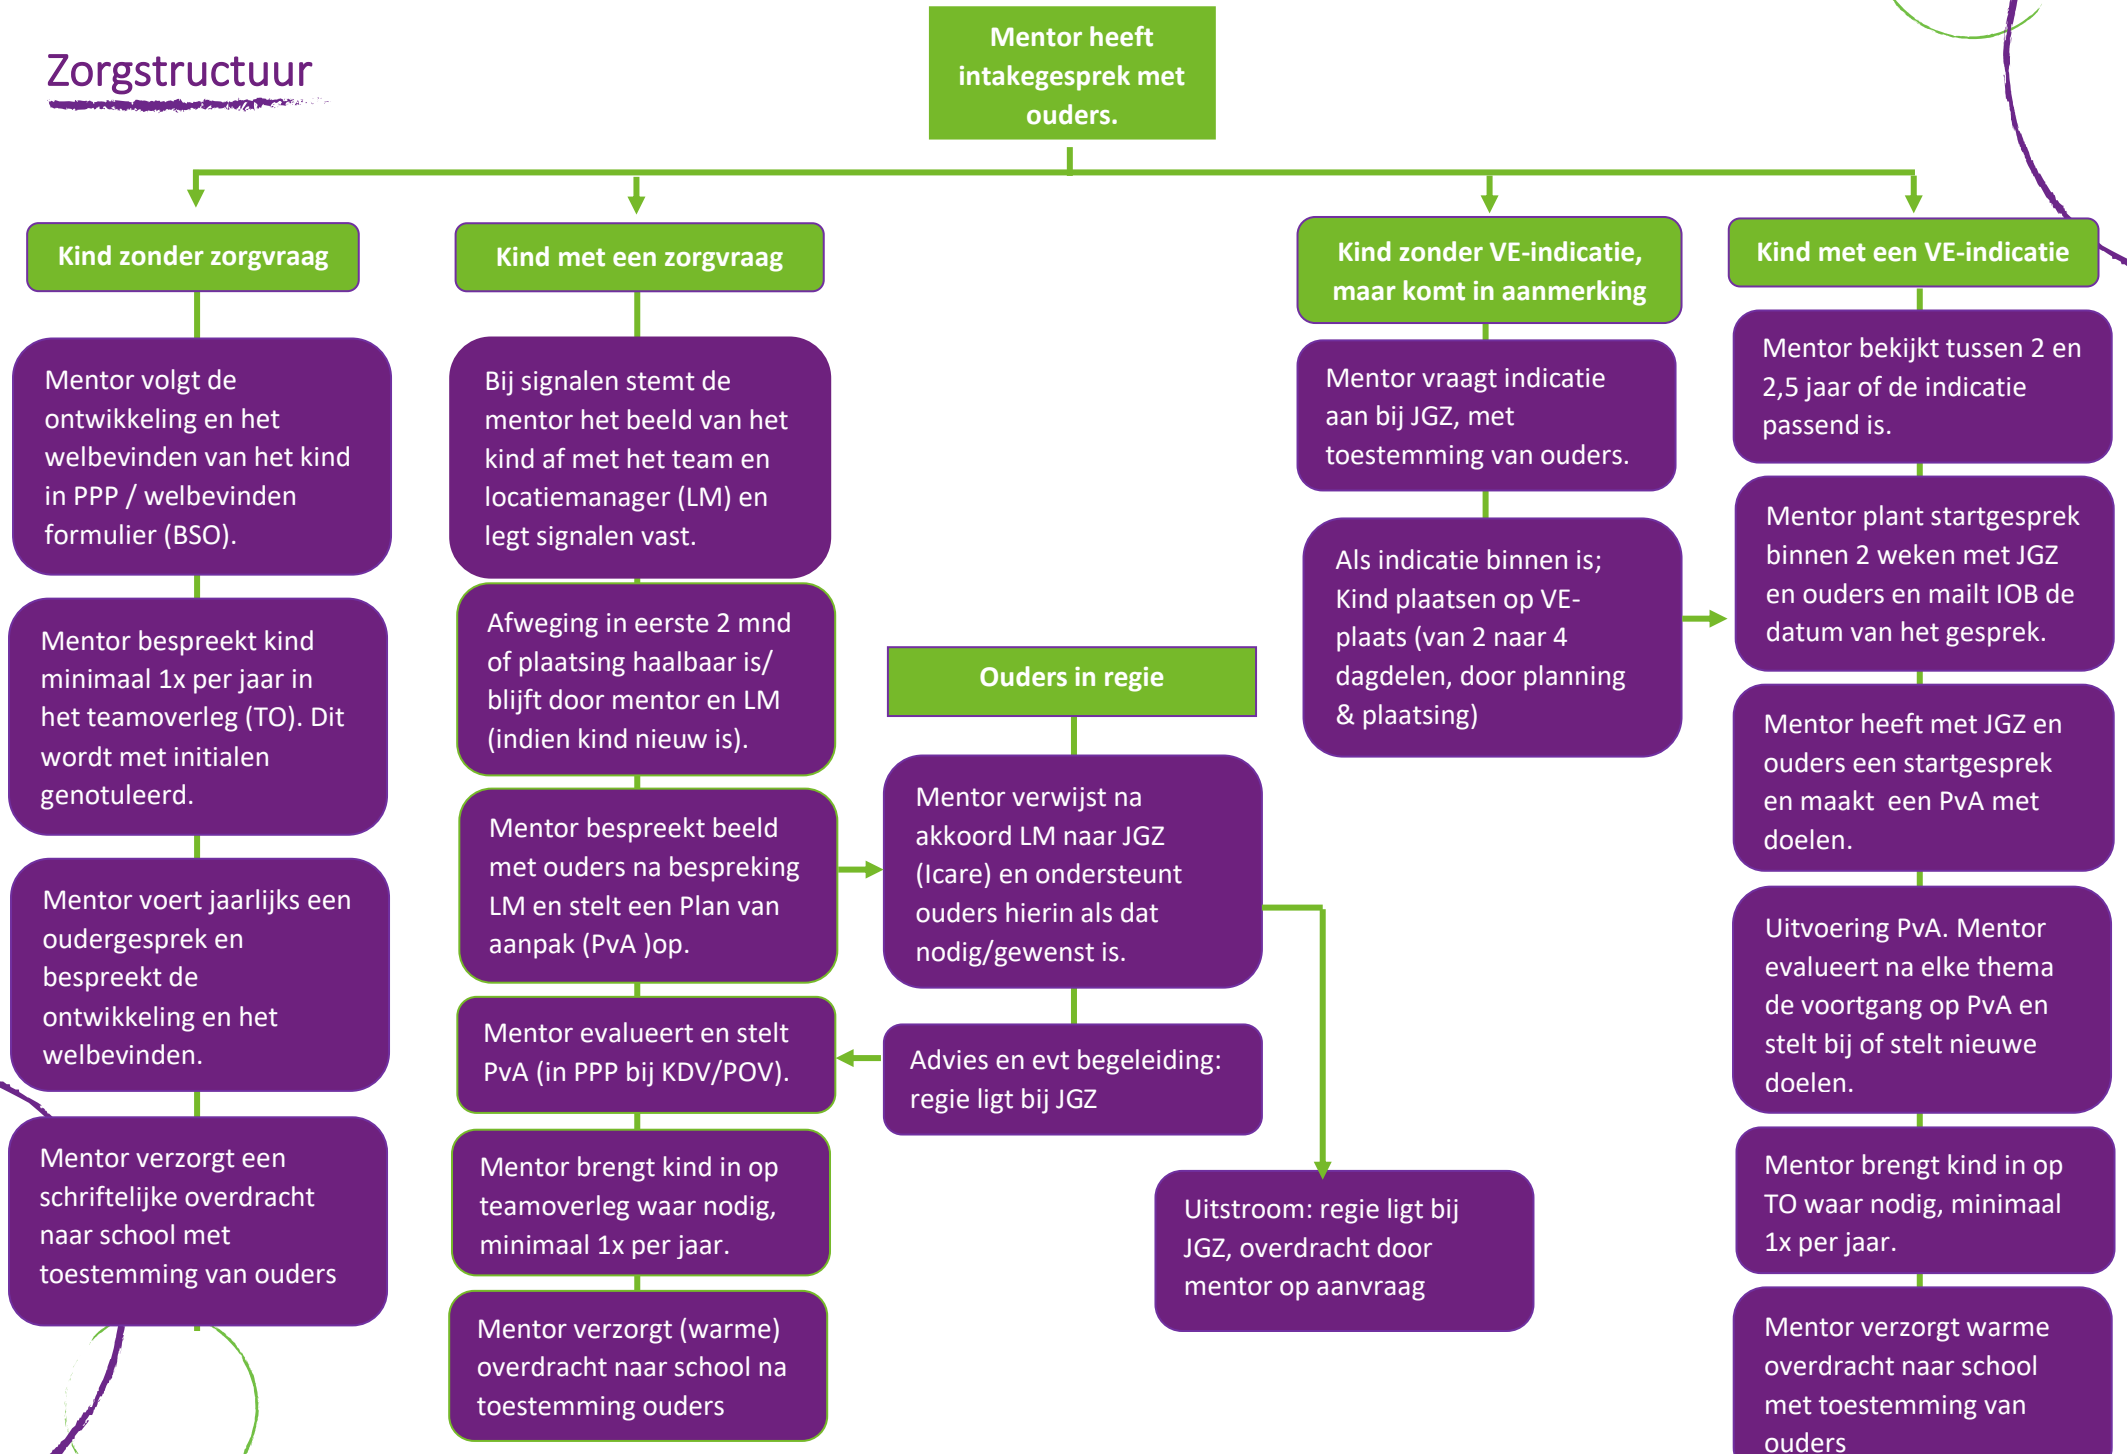 Zorgstructuur
Mentor heeft
intakegesprek met
ouders.
Kind zonder zorgvraag
Mentor volgt de
ontwikkeling en het
welbevinden van het kind
in PPP / welbevinden
formulier (BSO).
Mentor bespreekt kind
minimaal 1x per jaar in
het teamoverleg (TO). Dit
wordt met initialen
genotuleerd.
Mentor voert jaarlijks een
oudergesprek en
bespreekt de
ontwikkeling en het
welbevinden.
Mentor verzorgt een
schriftelijke overdracht
naar school met
toestemming van ouders
Kind met een zorgvraag
Bij signalen stemt de
mentor het beeld van het
kind af met het team en
locatiemanager (LM) en
legt signalen vast.
Afweging in eerste 2 mnd
of plaatsing haalbaar is/
blijft door mentor en LM
(indien kind nieuw is).
Mentor bespreekt beeld
met ouders na bespreking
LM en stelt een Plan van
aanpak (PvA )op.
Mentor evalueert en stelt
PvA (in PPP bij KDV/POV).
Mentor brengt kind in op
teamoverleg waar nodig,
minimaal 1x per jaar.
Mentor verzorgt (warme)
overdracht naar school na
toestemming ouders
Ouders in regie
Mentor verwijst na
akkoord LM naar JGZ
(Icare) en ondersteunt
ouders hierin als dat
nodig/gewenst is.
Advies en evt begeleiding:
regie ligt bij JGZ
Uitstroom: regie ligt bij
JGZ, overdracht door
mentor op aanvraag
Kind zonder VE-indicatie,
maar komt in aanmerking
Mentor vraagt indicatie
aan bij JGZ, met
toestemming van ouders.
Als indicatie binnen is;
Kind plaatsen op VE-
plaats (van 2 naar 4
dagdelen, door planning
& plaatsing)
Kind met een VE-indicatie
Mentor bekijkt tussen 2 en
2,5 jaar of de indicatie
passend is.
Mentor plant startgesprek
binnen 2 weken met JGZ
en ouders en mailt IOB de
datum van het gesprek.
Mentor heeft met JGZ en
ouders een startgesprek
en maakt  een PvA met
doelen.
Uitvoering PvA. Mentor
evalueert na elke thema
de voortgang op PvA en
stelt bij of stelt nieuwe
doelen.
Mentor brengt kind in op
TO waar nodig, minimaal
1x per jaar.
Mentor verzorgt warme
overdracht naar school
met toestemming van
ouders